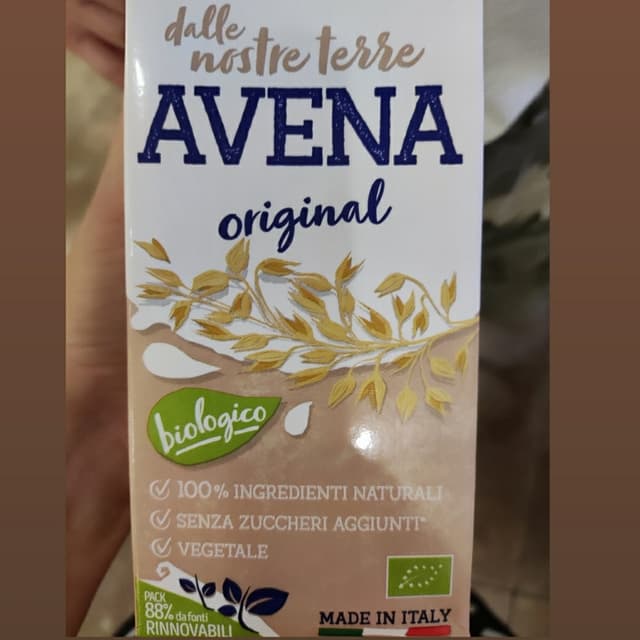 dalle
nostre terre
AVENA
original
biologico
100% INGREDIENTI NATURALI
SENZA ZUCCHERI AGGIUNTI*
VEGETALE
PACK
88% da fonti
RINNOVABILI
MADE IN ITALY